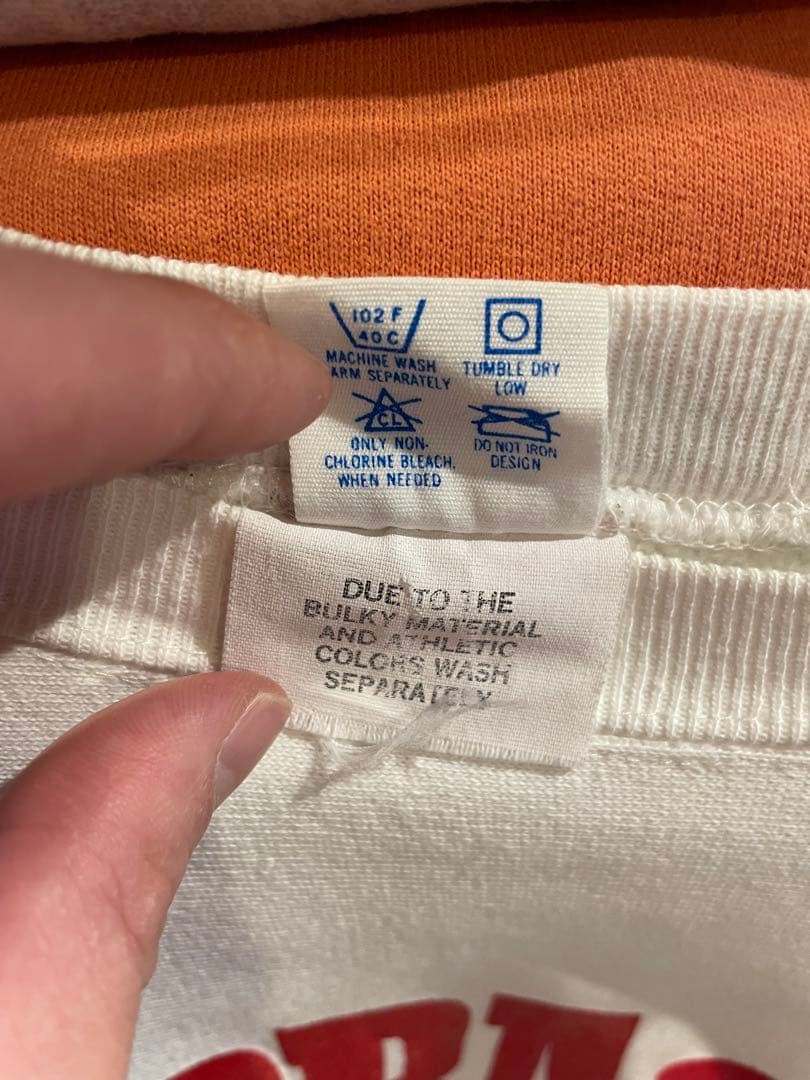 102 F
40 C
MACHINE WASH
ARM SEPARATELY
TUMBLE DRY
LOW
CL
ONLY NON-
CHLORINE BLEACH.
WHEN NEEDED
DO NOT IRON
DESIGN
DUE TO THE
BULKY MATERIAL
AND ATHLETIC
COLORS WASH
SEPARATELY